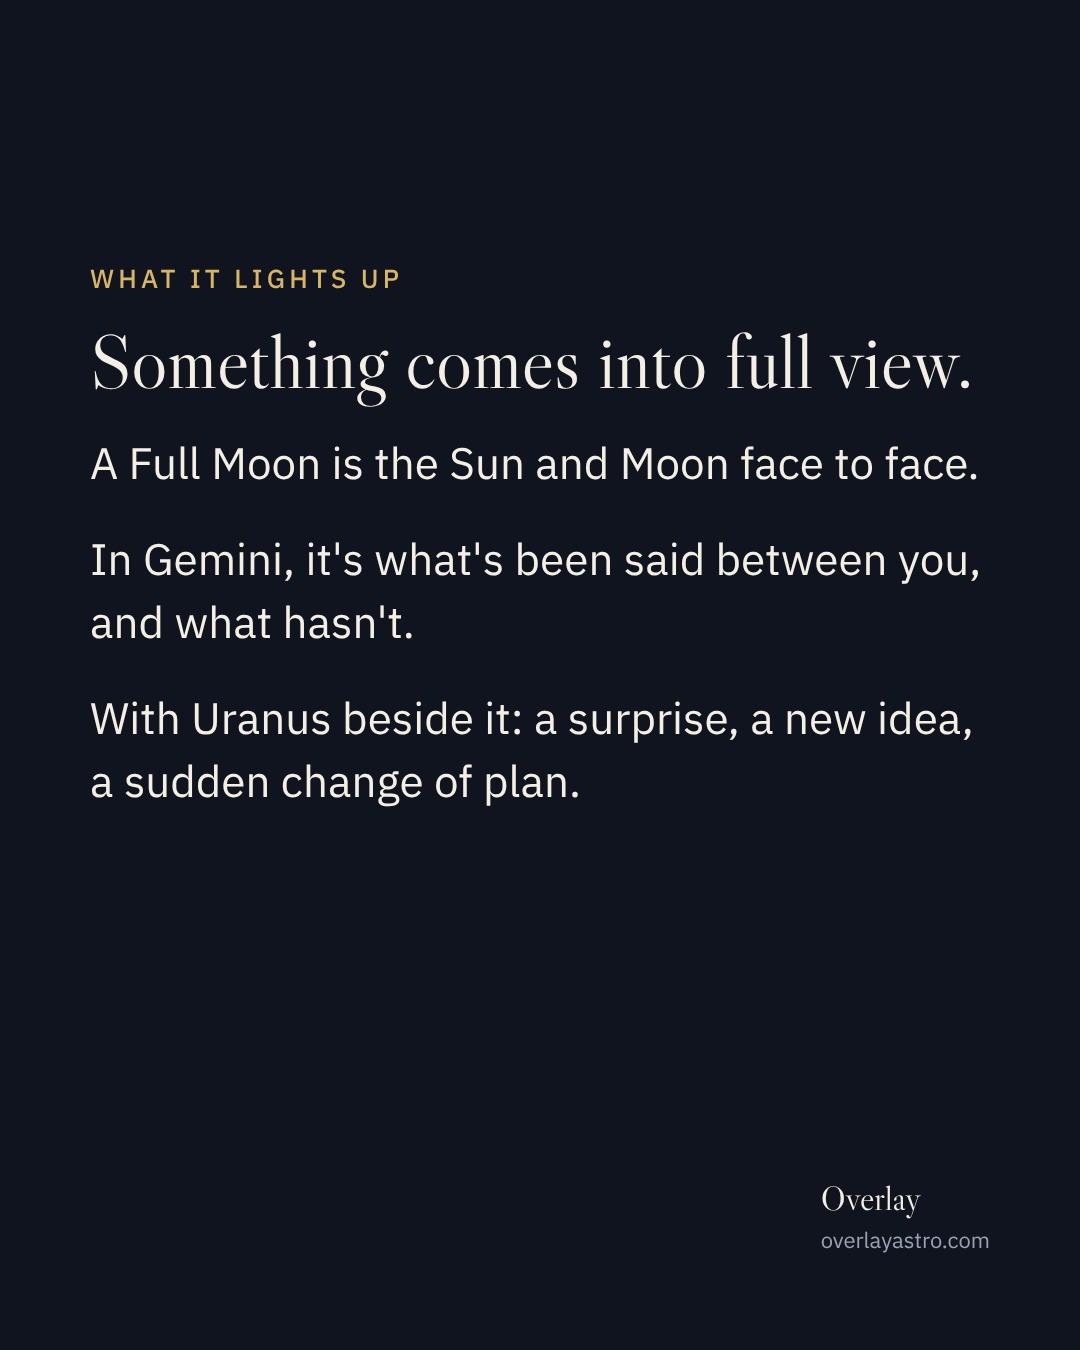 WHAT IT LIGHTS UP
Something comes into full view.
A Full Moon is the Sun and Moon face to face.
In Gemini, it's what's been said between you,
and what hasn't.
With Uranus beside it: a surprise, a new idea,
a sudden change of plan.
Overlay
overlayastro.com